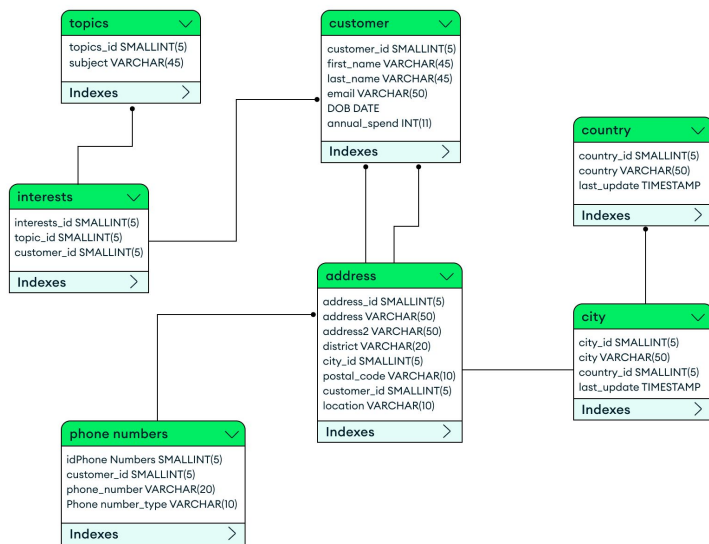 topics
topics_id SMALLINT(5)
subject VARCHAR(45)
Indexes
customer
customer_id SMALLINT(5)
first_name VARCHAR(45)
last_name VARCHAR(45)
email VARCHAR(50)
DOB DATE
annual_spend INT(11)
Indexes
country
country_id SMALLINT(5)
country VARCHAR(50)
last_update TIMESTAMP
Indexes
interests
interests_id SMALLINT(5)
topic_id SMALLINT(5)
customer_id SMALLINT(5)
Indexes
address
address_id SMALLINT(5)
address VARCHAR(50)
address2 VARCHAR(50)
district VARCHAR(20)
city_id SMALLINT(5)
postal_code VARCHAR(10)
customer_id SMALLINT(5)
location VARCHAR(10)
Indexes
city
city_id SMALLINT(5)
city VARCHAR(50)
country_id SMALLINT(5)
last_update TIMESTAMP
Indexes
phone numbers
idPhone Numbers SMALLINT(5)
customer_id SMALLINT(5)
phone_number VARCHAR(20)
Phone number_type VARCHAR(10)
Indexes